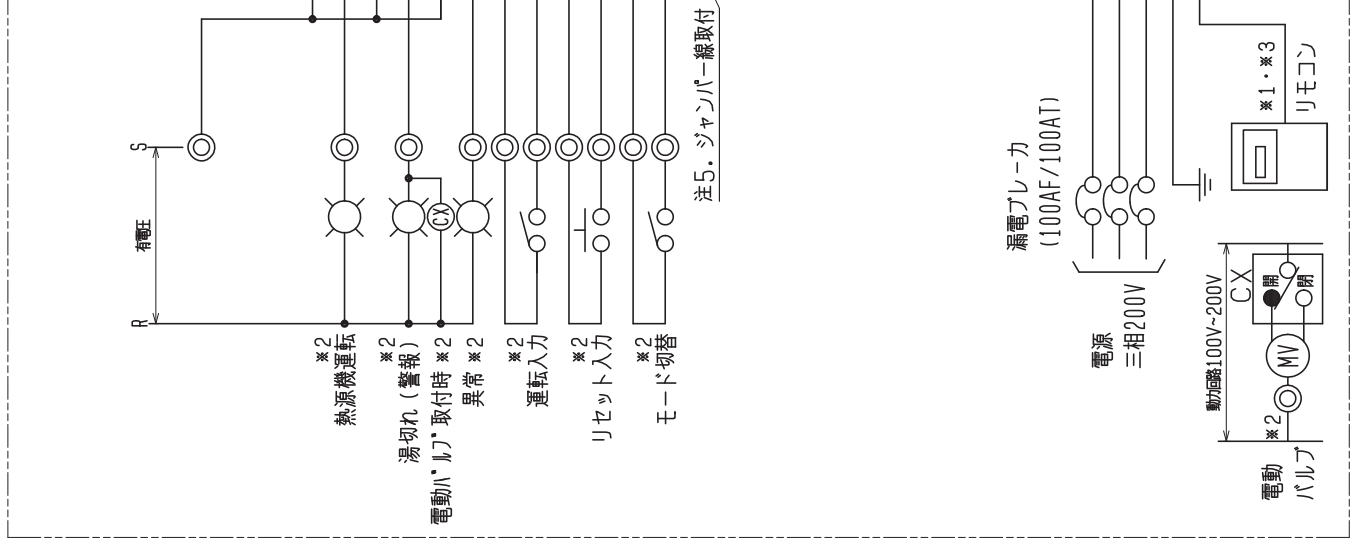 S
有電圧
R
※2
熱源機運転
※2
湯切れ(警報)
電動バルブ取付時※2
異常※2
※2
運転入力
※2
リセット入力
※2
モード切替
CX
注5. ジャンパー線取付
漏電ブレーカ
(100AF/100AT)
電源
三相200V
※1・※3
リモコン
動力回路100V~200V
CX
開
閉
MV
※2
電動
バルブ